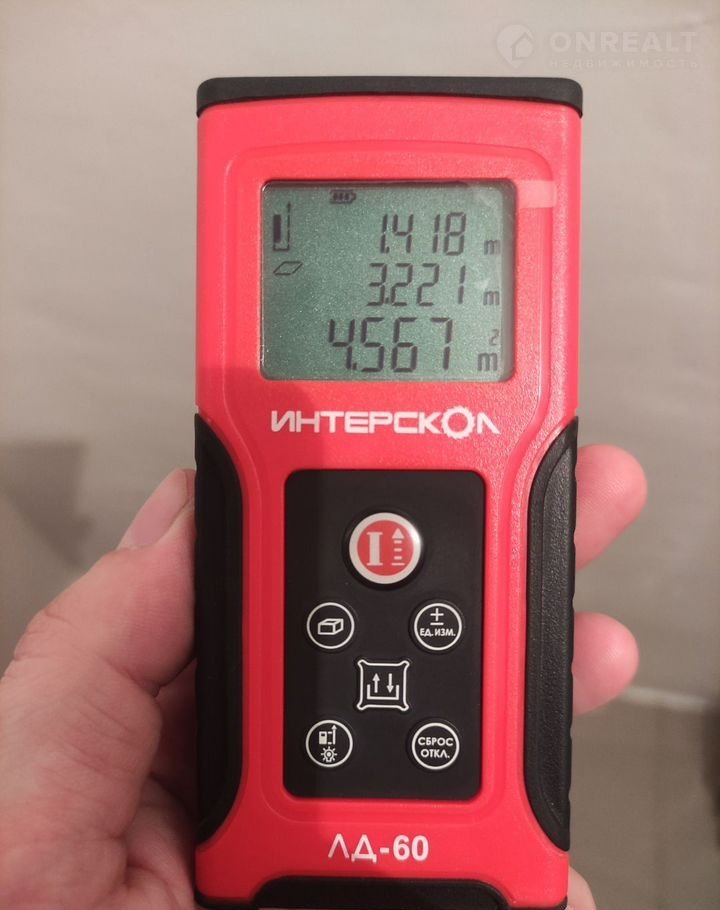 ONREALT
НЕДВИЖИМОСТЬ
1.418 m
3.221 m
4.567 m²
ИНТЕРСКОЛ
±
ЕД. ИЗМ.
СБРОС
ОТКЛ.
ЛД-60